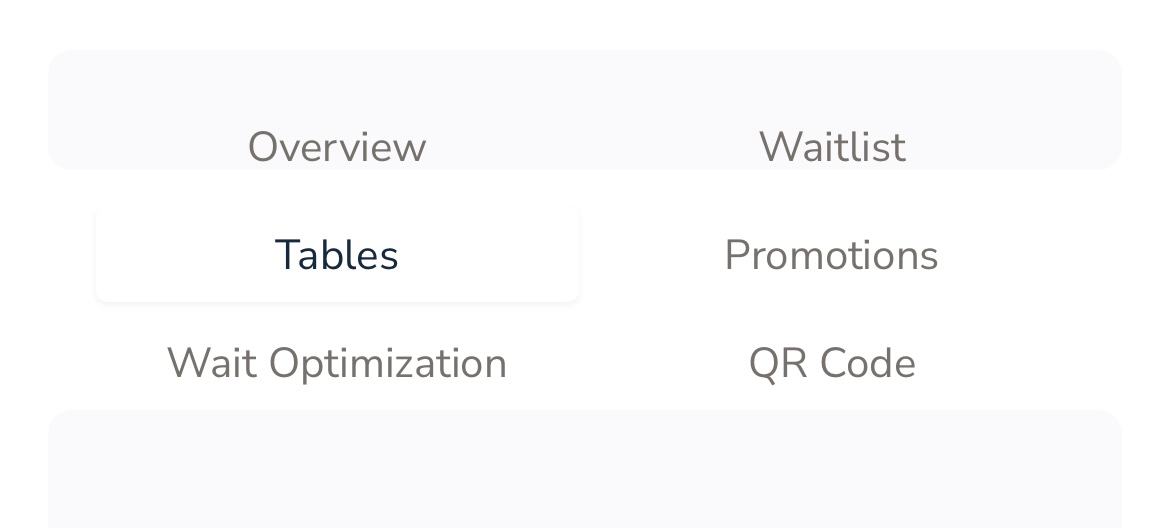 Overview
Waitlist
Tables
Promotions
Wait Optimization
QR Code